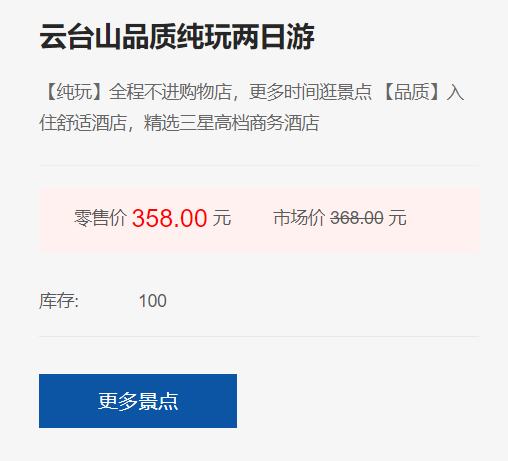 云台山品质纯玩两日游
【纯玩】全程不进购物店，更多时间逛景点 【品质】入
住舒适酒店，精选三星高档商务酒店
零售价 358.00 元 市场价 368.00 元
库存: 100
更多景点